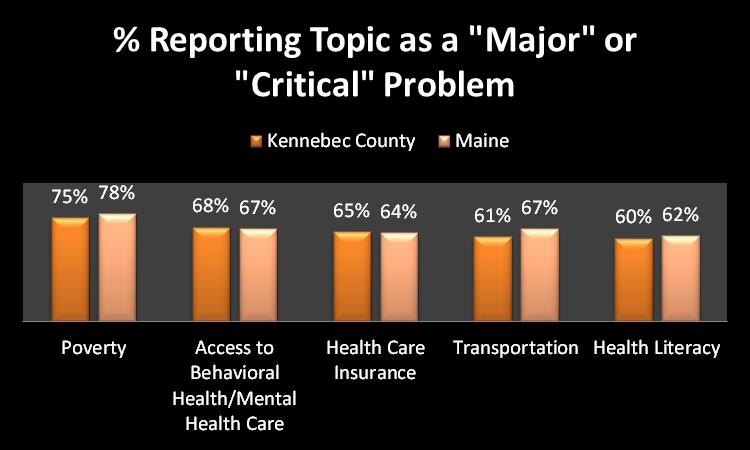 % Reporting Topic as a "Major" or
"Critical" Problem
Kennebec County Maine
75% 78% 68% 67% 65% 64% 61% 67% 60% 62%
Poverty
Access to
Behavioral
Health/Mental
Health Care
Health Care
Insurance
Transportation
Health Literacy